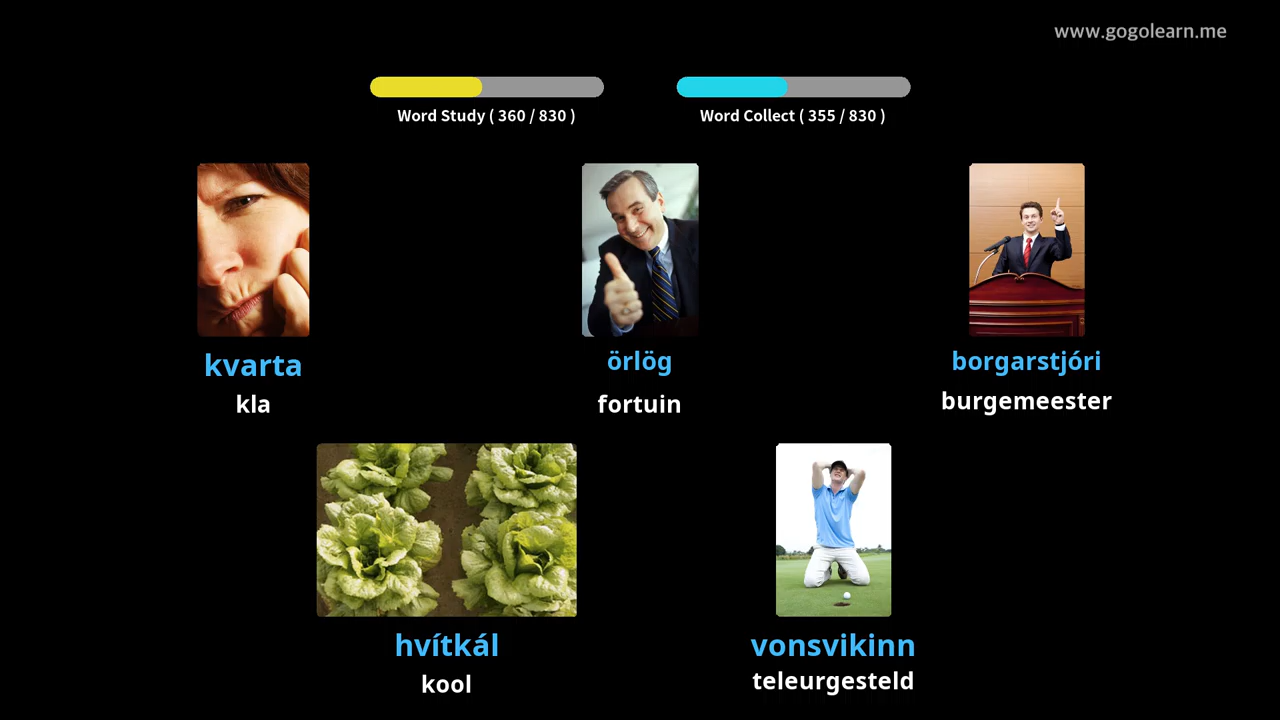 www.gogolearn.me
Word Study ( 360 / 830 )
Word Collect ( 355 / 830 )
kvarta
kla
örlög
fortuin
borgarstjóri
burgemeester
hvítkál
kool
vonsvikinn
teleurgesteld